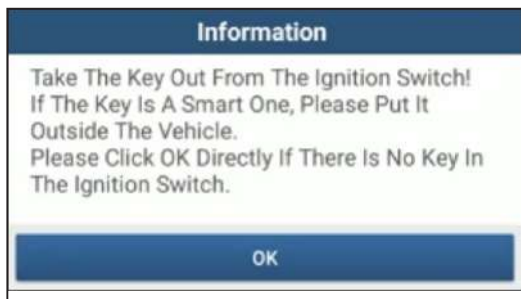 Information
Take The Key Out From The Ignition Switch!
If The Key Is A Smart One, Please Put It
Outside The Vehicle.
Please Click OK Directly If There Is No Key In
The Ignition Switch.
OK